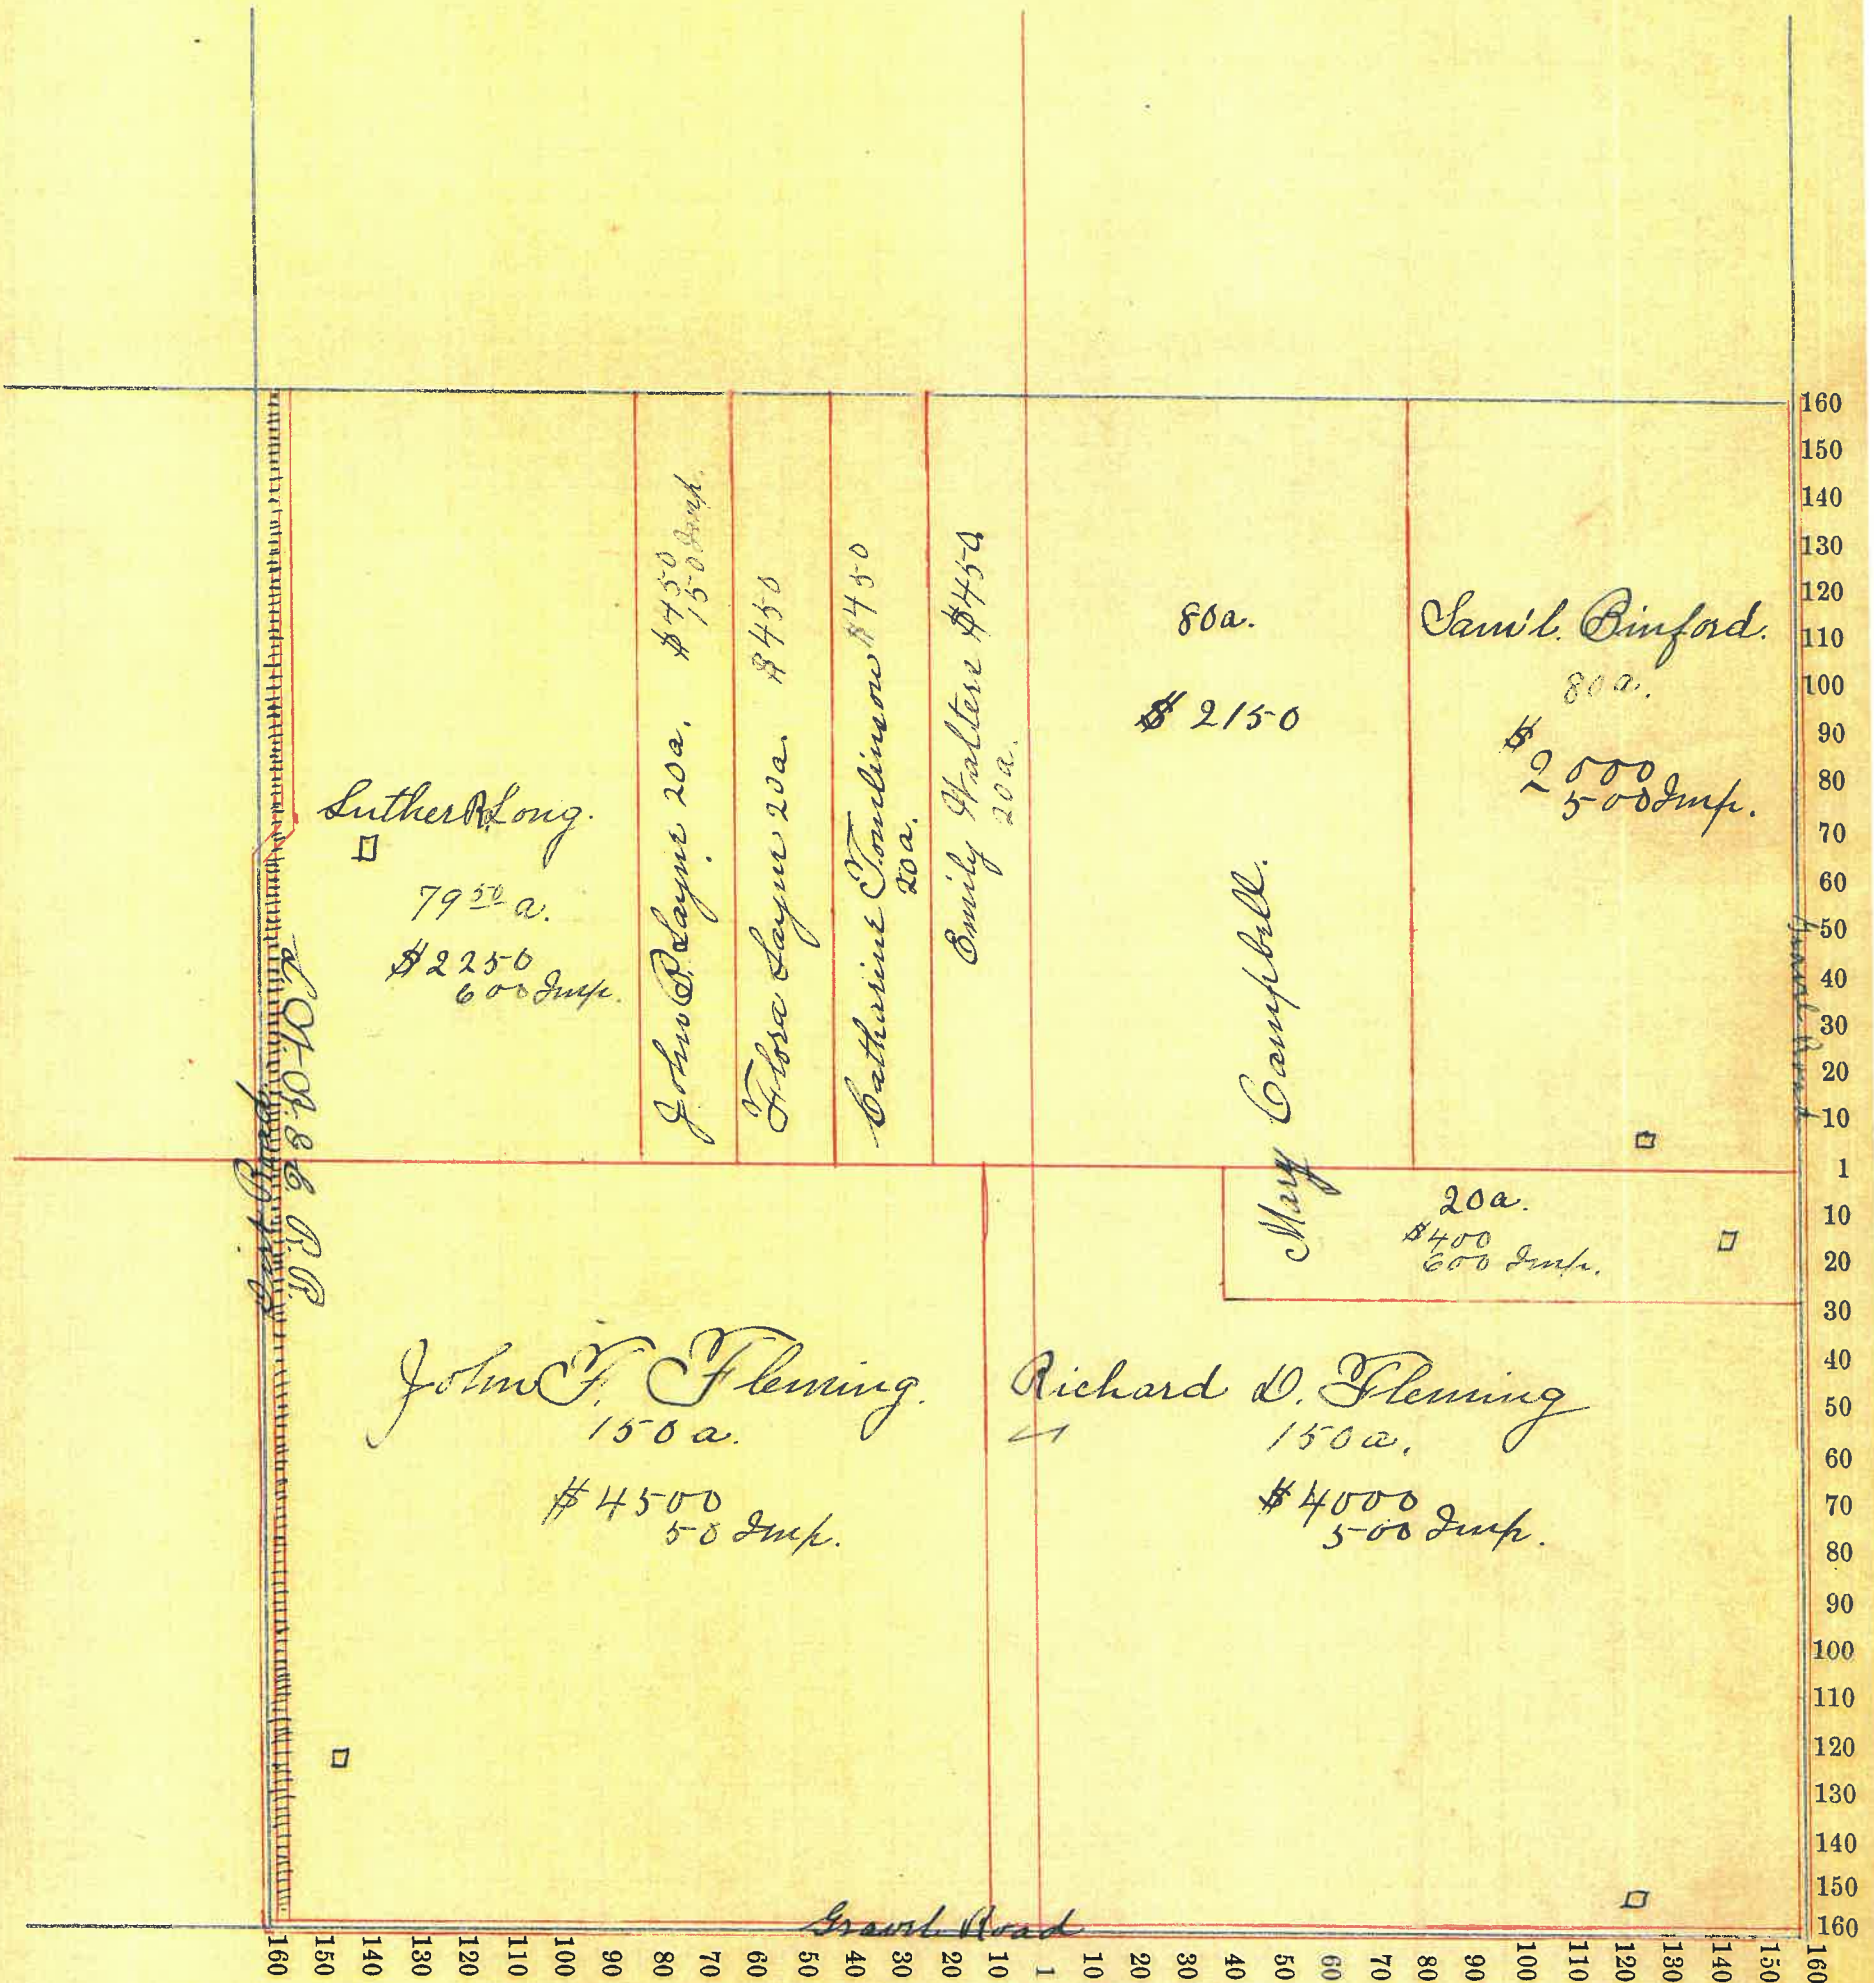 Luther R. Long.
79 50 a.
$2250
600 Imp.
John P. Layne 20a. $450
150 Imp.
Flosa Layne 20a. $450
Catharine Tomlinson $450
20a.
Emily Walters $450
20a.
80a.
$2150
Mary Campbell.
Sam'l. Binford.
80a.
$
2000
500 Imp.
20a.
$400
600 Imp.
John F. Fleming.
150a.
$4500
50 Imp.
Richard D. Fleming
150a.
$4000
500 Imp.
R.R.
Dirt Road
Gravel Road
Gravel Road
160
150
140
130
120
110
100
90
80
70
60
50
40
30
20
10
1
10
20
30
40
50
60
70
80
90
100
110
120
130
140
150
160
160 150 140 130 120 110 100 90 80 70 60 50 40 30 20 10 1 10 20 30 40 50 60 70 80 90 100 110 120 130 140 150 160